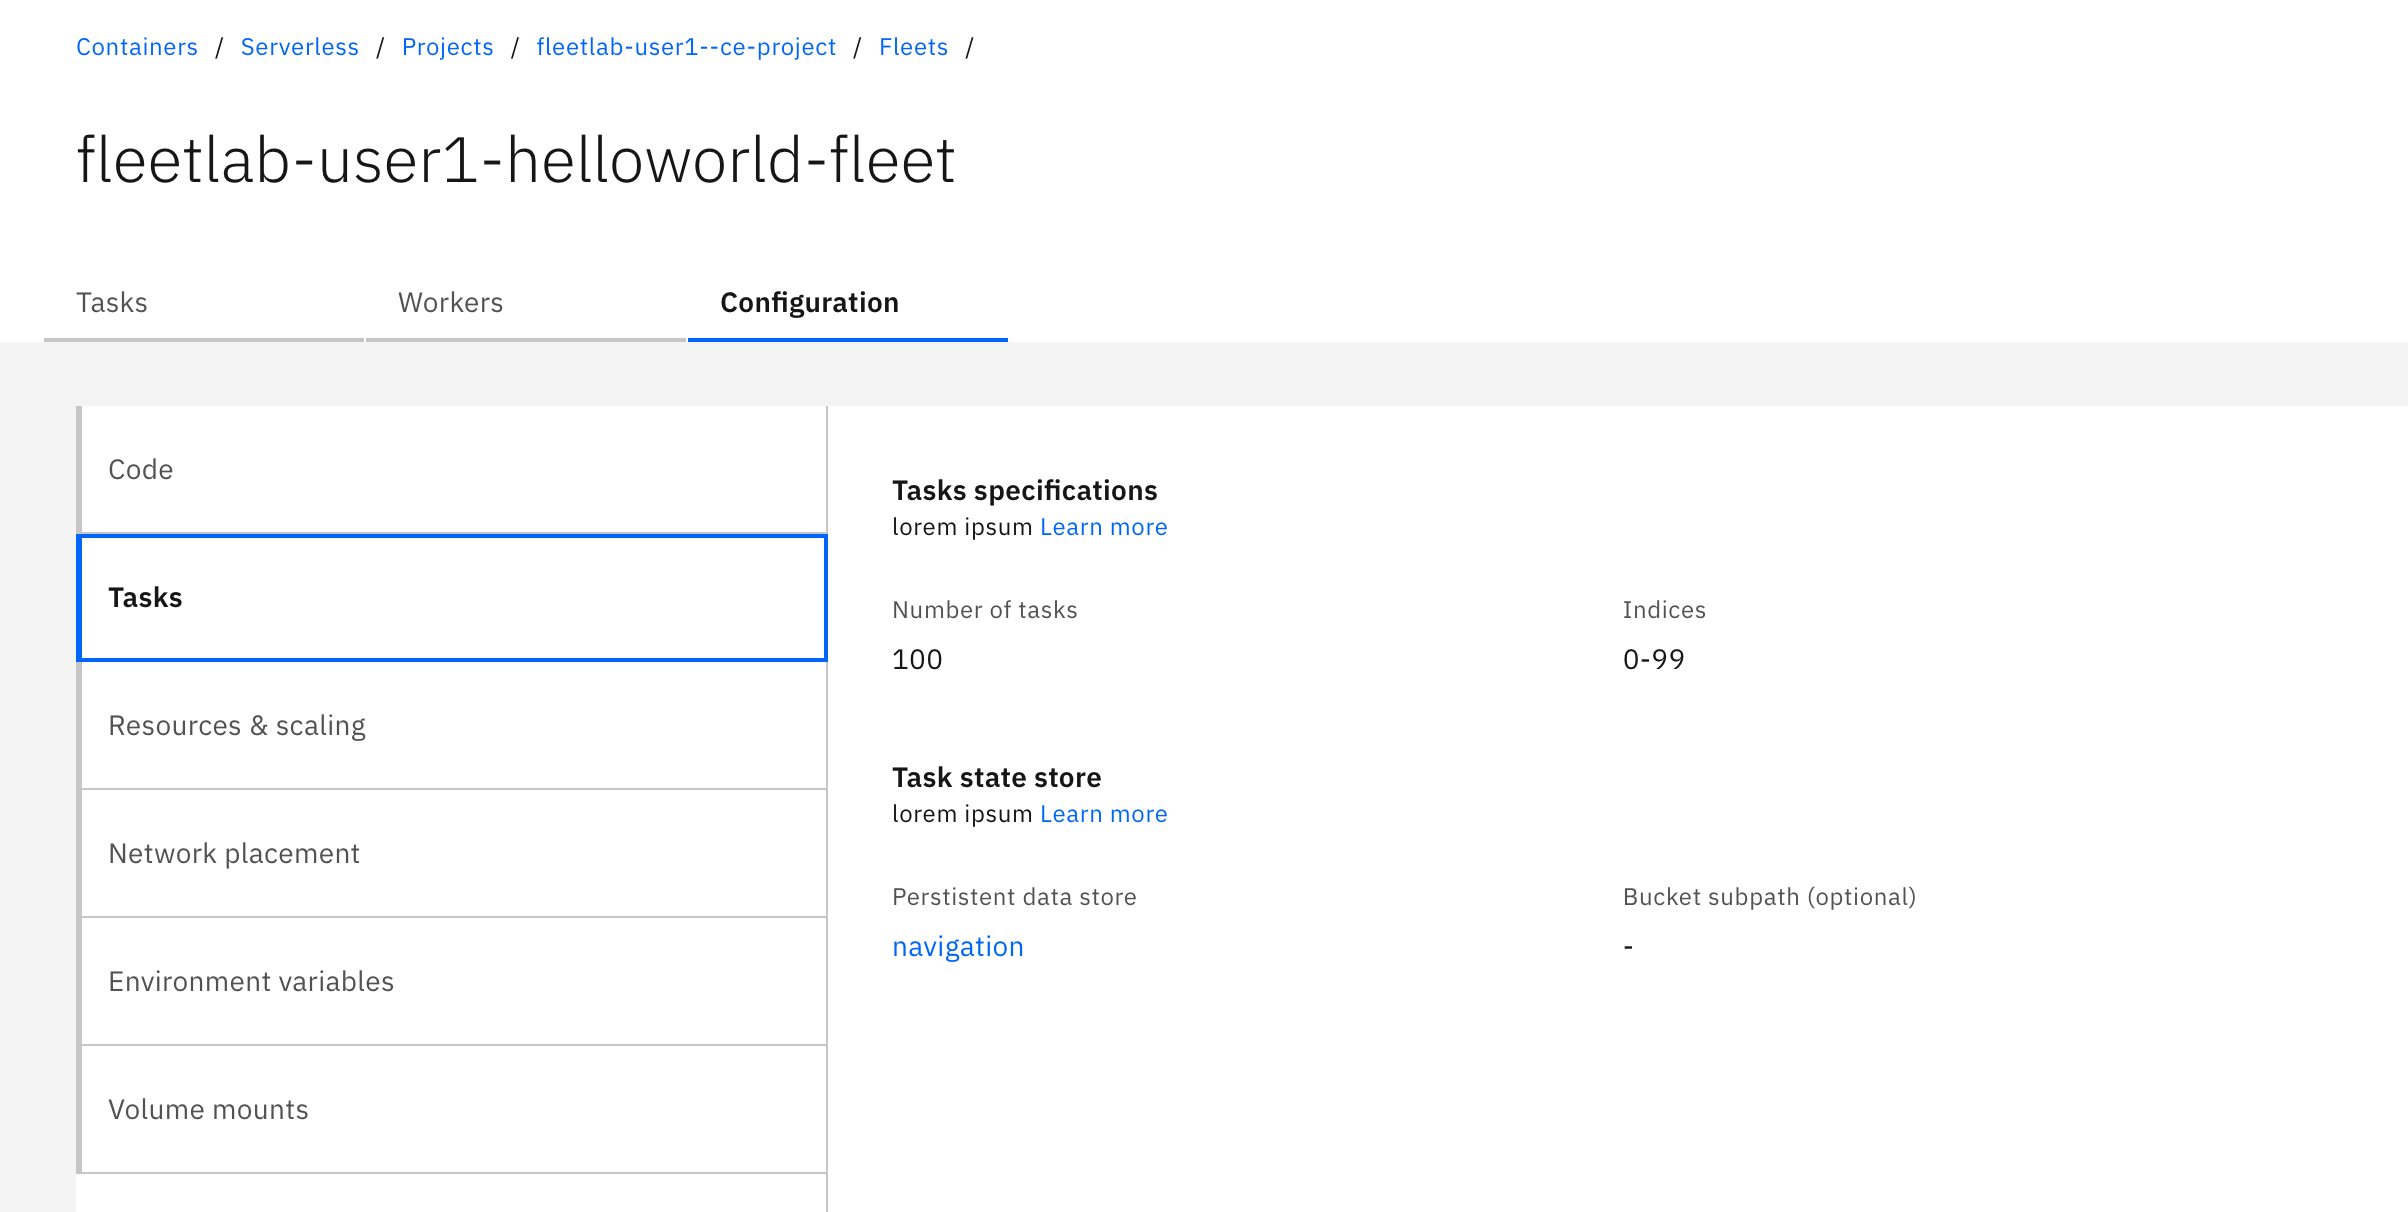 Containers / Serverless / Projects / fleetlab-user1--ce-project / Fleets /
fleetlab-user1-helloworld-fleet
Tasks Workers Configuration
Code
Tasks
Resources & scaling
Network placement
Environment variables
Volume mounts
Tasks specifications
lorem ipsum Learn more
Number of tasks Indices
100 0-99
Task state store
lorem ipsum Learn more
Perstistent data store Bucket subpath (optional)
navigation -